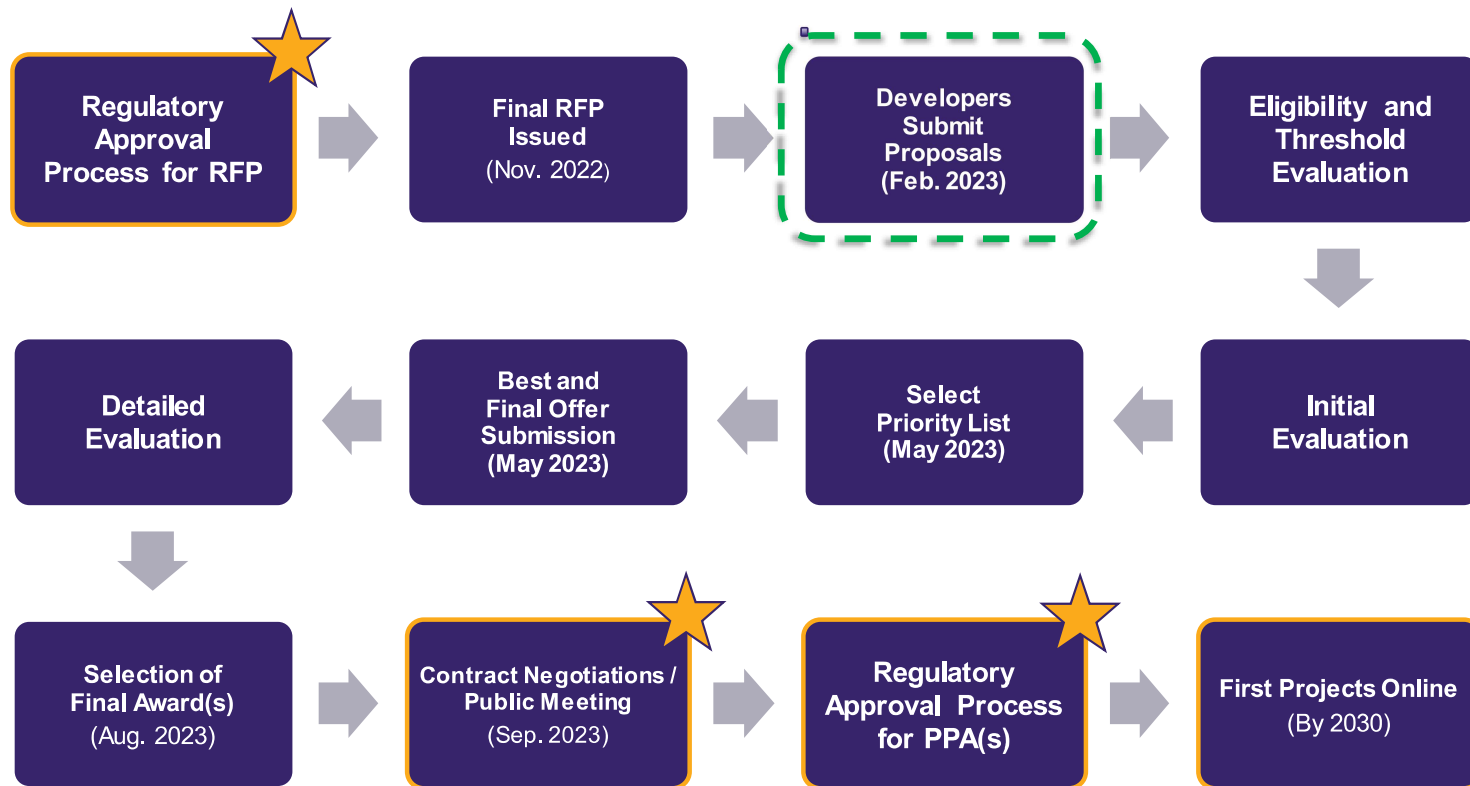 Regulatory
Approval
Process for RFP
Final RFP
Issued
(Nov. 2022)
Developers
Submit
Proposals
(Feb. 2023)
Eligibility and
Threshold
Evaluation
Initial
Evaluation
Select
Priority List
(May 2023)
Best and
Final Offer
Submission
(May 2023)
Detailed
Evaluation
Selection of
Final Award(s)
(Aug. 2023)
Contract Negotiations /
Public Meeting
(Sep. 2023)
Regulatory
Approval Process
for PPA(s)
First Projects Online
(By 2030)